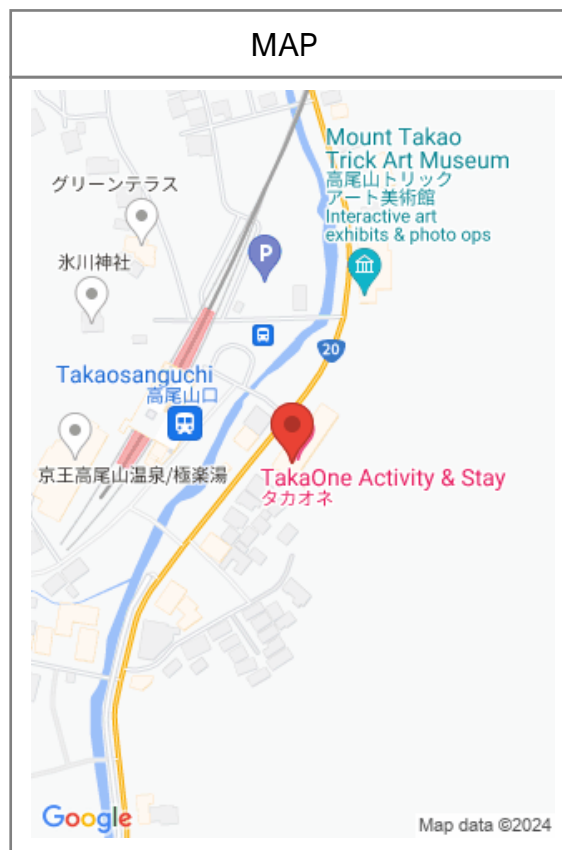 MAP
Mount Takao
Trick Art Museum
高尾山トリック
アート美術館
Interactive art
exhibits & photo ops
グリーンテラス
氷川神社
P
20
Takaosanguchi
高尾山口
京王高尾山温泉/極楽湯
TakaOne Activity & Stay
タカオネ
Google
Map data ©2024